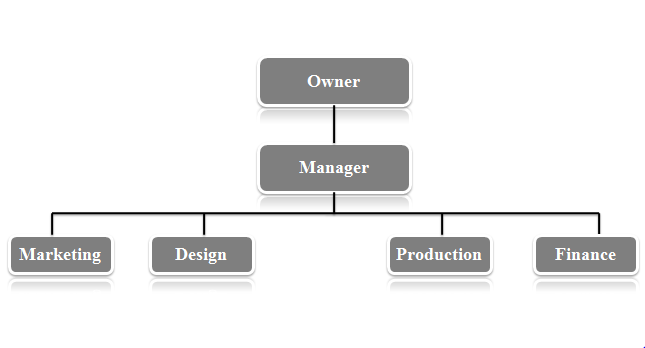 Owner
Manager
Marketing
Design
Production
Finance